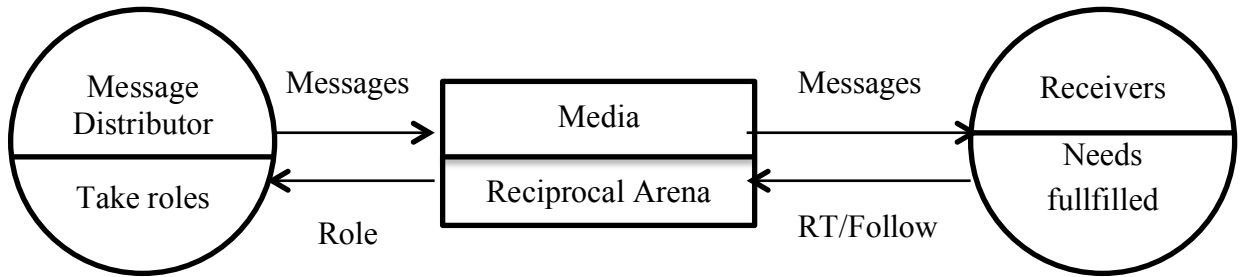 Message
Distributor
Take roles
Messages
Role
Media
Reciprocal Arena
Messages
RT/Follow
Receivers
Needs
fullfilled